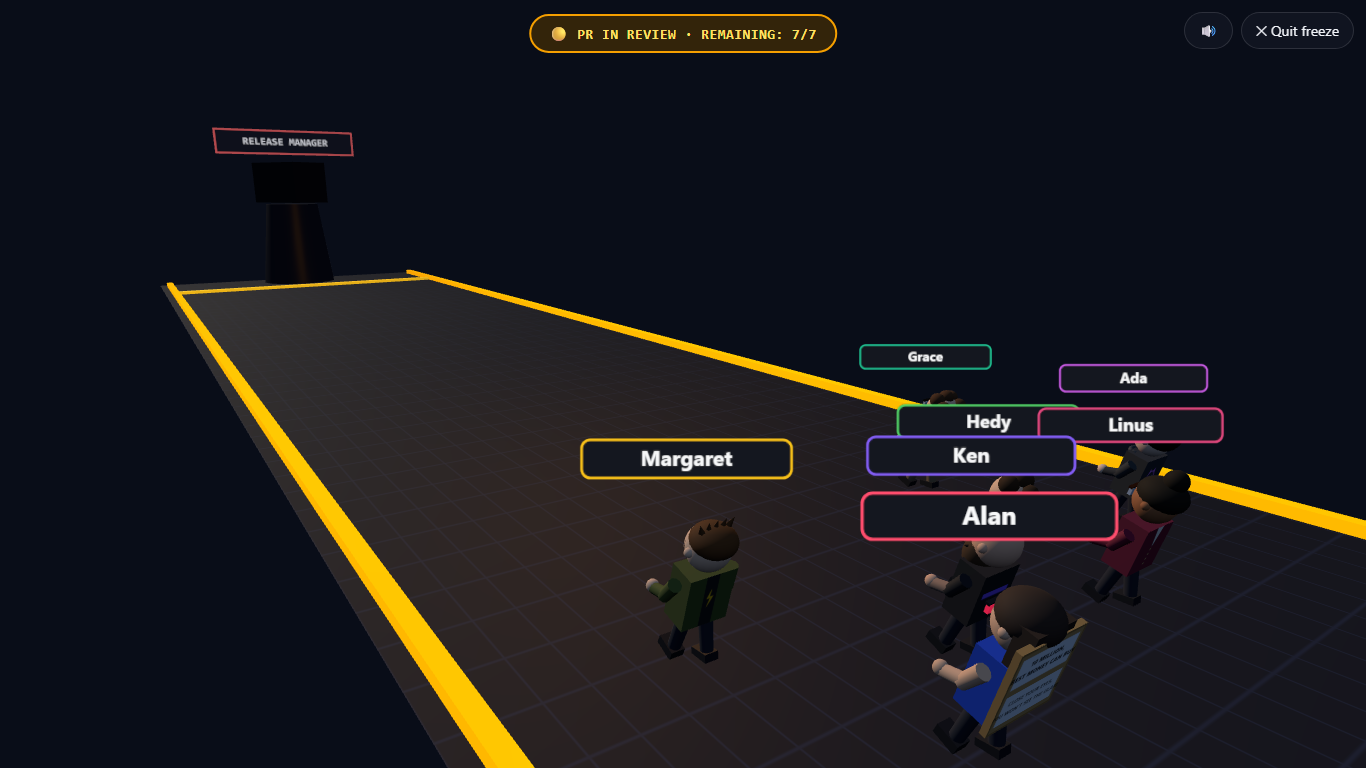 PR IN REVIEW · REMAINING: 7/7
Quit freeze
RELEASE MANAGER
Grace
Ada
Hedy
Linus
Margaret
Ken
Alan